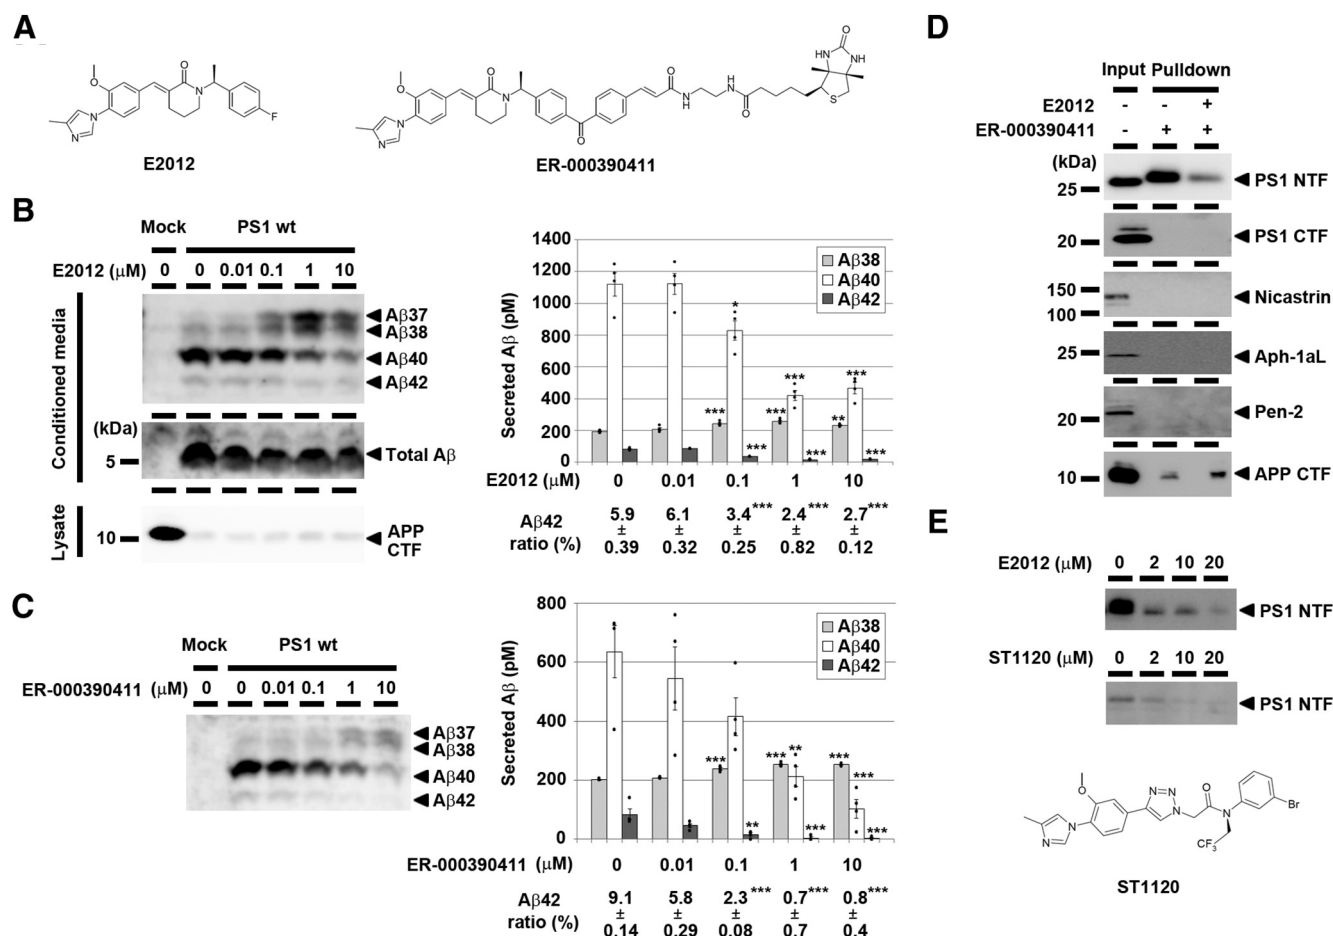 A
E2012
ER-000390411
B
Mock PS1 wt
E2012 (μM) 0 0 0.01 0.1 1 10
Conditioned media
Aβ37
Aβ38
Aβ40
Aβ42
(kDa)
5
Total Aβ
Lysate
10
APP
CTF
Secreted Aβ (pM)
1400
1200
1000
800
600
400
200
0
Aβ38
Aβ40
Aβ42
*
*** *** ***
*** *** **
*** *** ***
E2012 (μM) 0 0.01 0.1 1 10
Aβ42
ratio (%)
5.9 6.1 3.4*** 2.4*** 2.7***
± ± ± ± ±
0.39 0.32 0.25 0.82 0.12
C
Mock PS1 wt
ER-000390411 (μM) 0 0 0.01 0.1 1 10
Aβ37
Aβ38
Aβ40
Aβ42
Secreted Aβ (pM)
800
600
400
200
0
Aβ38
Aβ40
Aβ42
*** *** ** *** ***
** *** ***
ER-000390411 (μM) 0 0.01 0.1 1 10
Aβ42
ratio (%)
9.1 5.8 2.3*** 0.7*** 0.8***
± ± ± ± ±
0.14 0.29 0.08 0.7 0.4
D
Input Pulldown
E2012 - - +
ER-000390411 - + +
(kDa)
25 PS1 NTF
20 PS1 CTF
150
100
Nicastrin
25 Aph-1aL
20 Pen-2
10 APP CTF
E
E2012 (μM) 0 2 10 20
PS1 NTF
ST1120 (μM) 0 2 10 20
PS1 NTF
ST1120